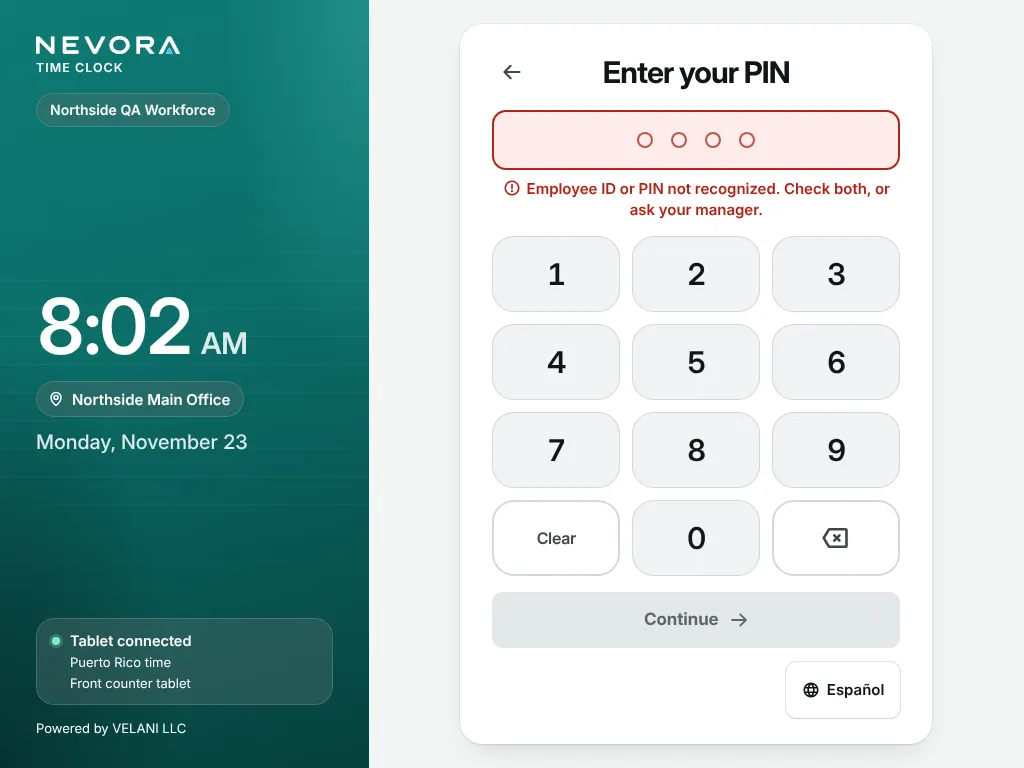 NEVORA
TIME CLOCK
Northside QA Workforce
8:02 AM
Northside Main Office
Monday, November 23
Tablet connected
Puerto Rico time
Front counter tablet
Powered by VELANI LLC
Enter your PIN
Employee ID or PIN not recognized. Check both, or
ask your manager.
1 2 3
4 5 6
7 8 9
Clear 0
Continue
Español